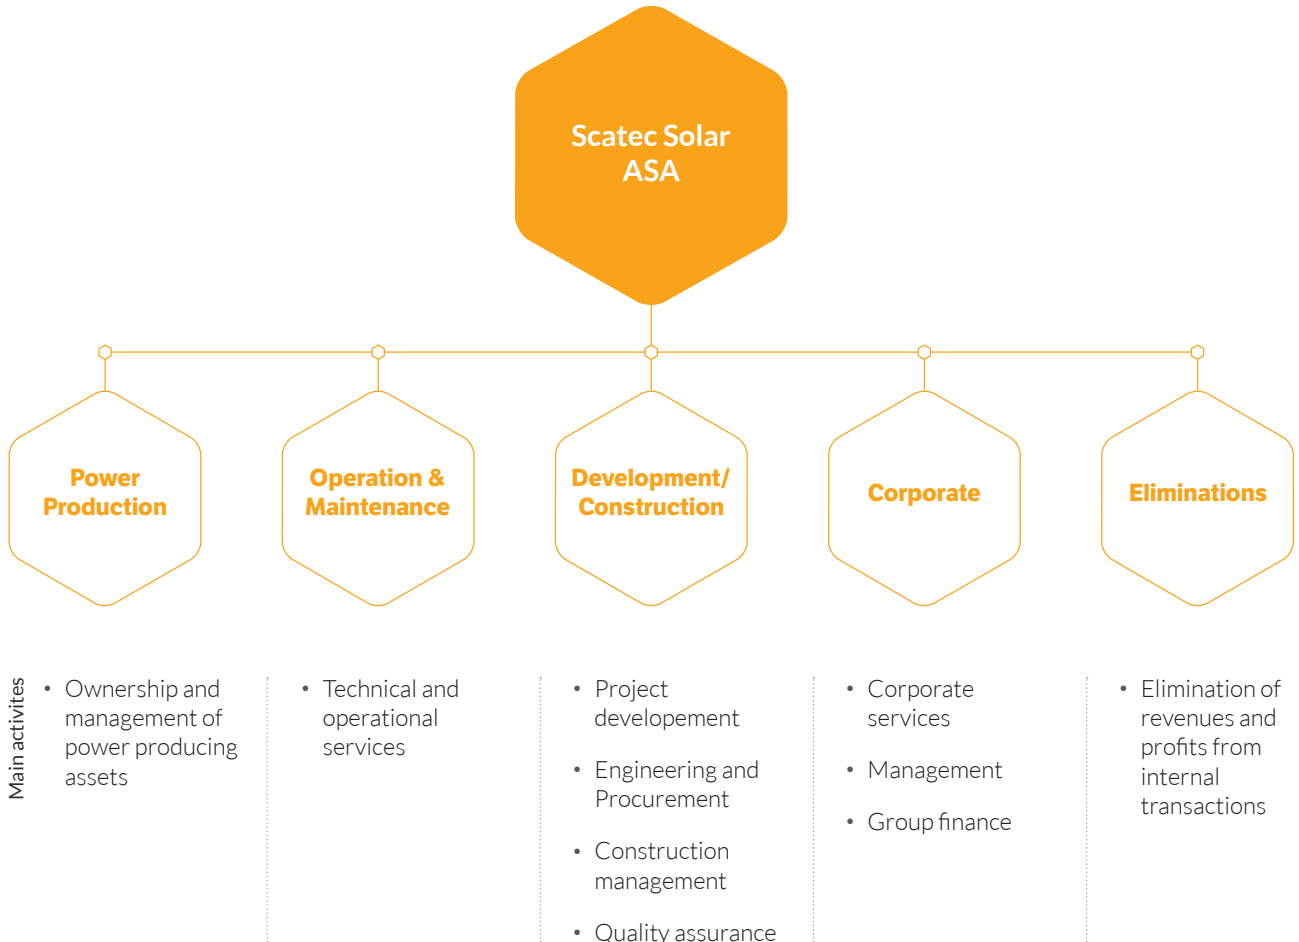 Scatec Solar
ASA
Power
Production
Operation &
Maintenance
Development/
Construction
Corporate
Eliminations
Main activites
• Ownership and
management of
power producing
assets
• Technical and
operational
services
• Project
developement
• Engineering and
Procurement
• Construction
management
• Quality assurance
• Corporate
services
• Management
• Group finance
• Elimination of
revenues and
profits from
internal
transactions